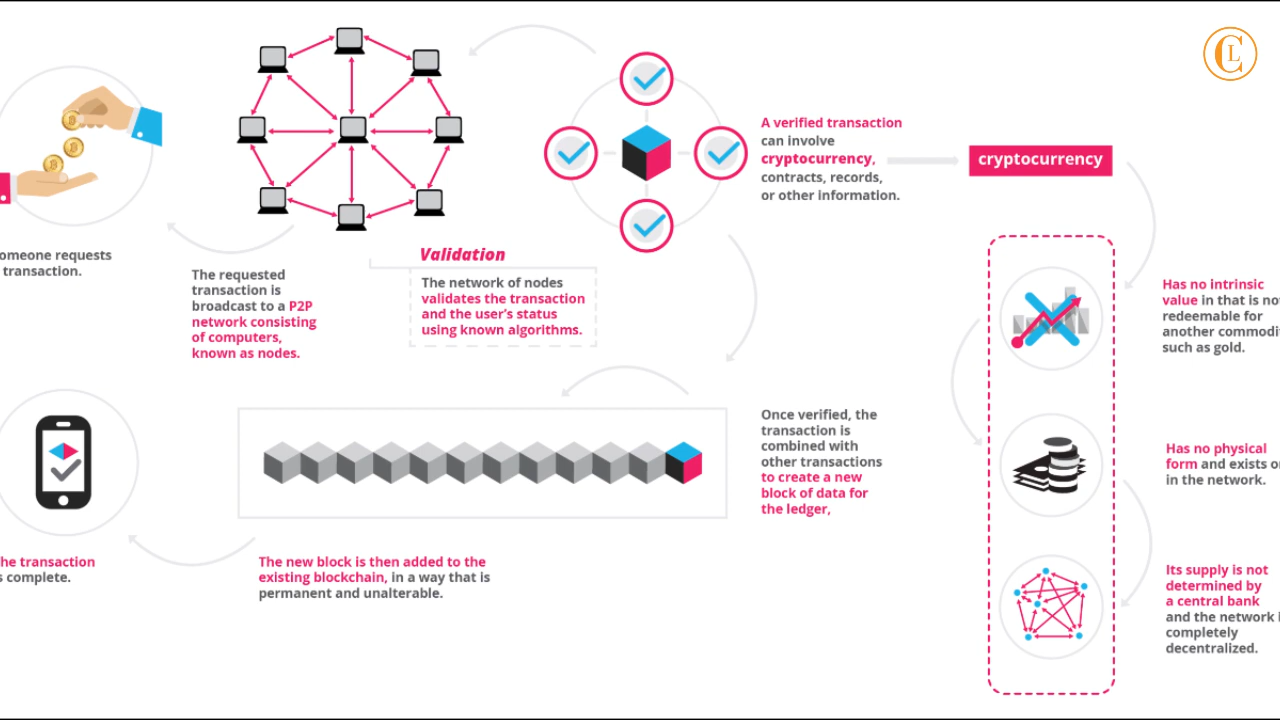 omeone requests
transaction.
The requested
transaction is
broadcast to a P2P
network consisting
of computers,
known as nodes.
Validation
The network of nodes
validates the transaction
and the user's status
using known algorithms.
A verified transaction
can involve
cryptocurrency,
contracts, records,
or other information.
cryptocurrency
CL
Has no intrinsic
value in that is no
redeemable for
another commodi
such as gold.
Has no physical
form and exists o
in the network.
Its supply is not
determined by
a central bank
and the network i
completely
decentralized.
Once verified, the
transaction is
combined with
other transactions
to create a new
block of data for
the ledger,
The new block is then added to the
existing blockchain, in a way that is
permanent and unalterable.
he transaction
s complete.